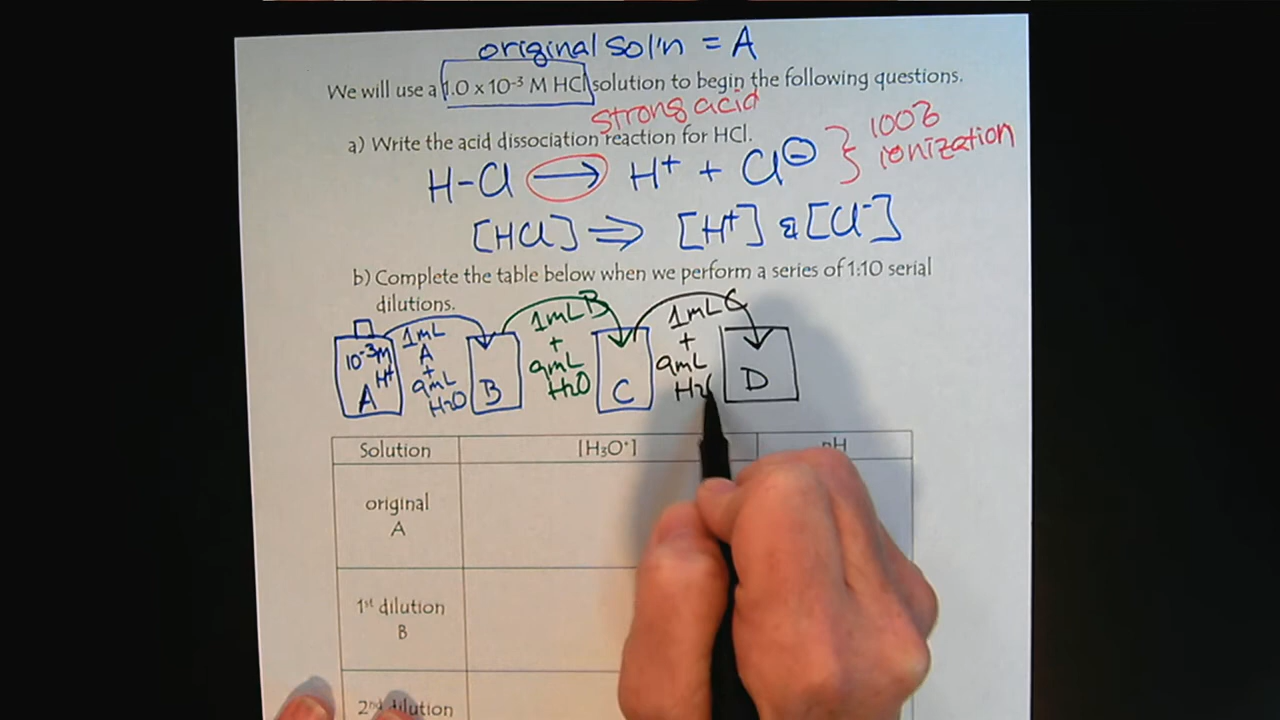 original sol'n = A
We will use a 1.0 x 10⁻³ M HCl solution to begin the following questions.
strong acid
a) Write the acid dissociation reaction for HCl.
100%
ionization
H-Cl → H⁺ + Cl⊖
[HCl] ⇒ [H⁺] & [Cl⁻]
b) Complete the table below when we perform a series of 1:10 serial
dilutions.
10⁻³M
H⁺
A
1mL
A
+
9mL
H2O
B
1mL B
+
9mL
H2O
C
1mL C
+
9mL
D
Solution
[H₃O⁺]
pH
original
A
1ˢᵗ dilution
B
2ⁿᵈ dilution